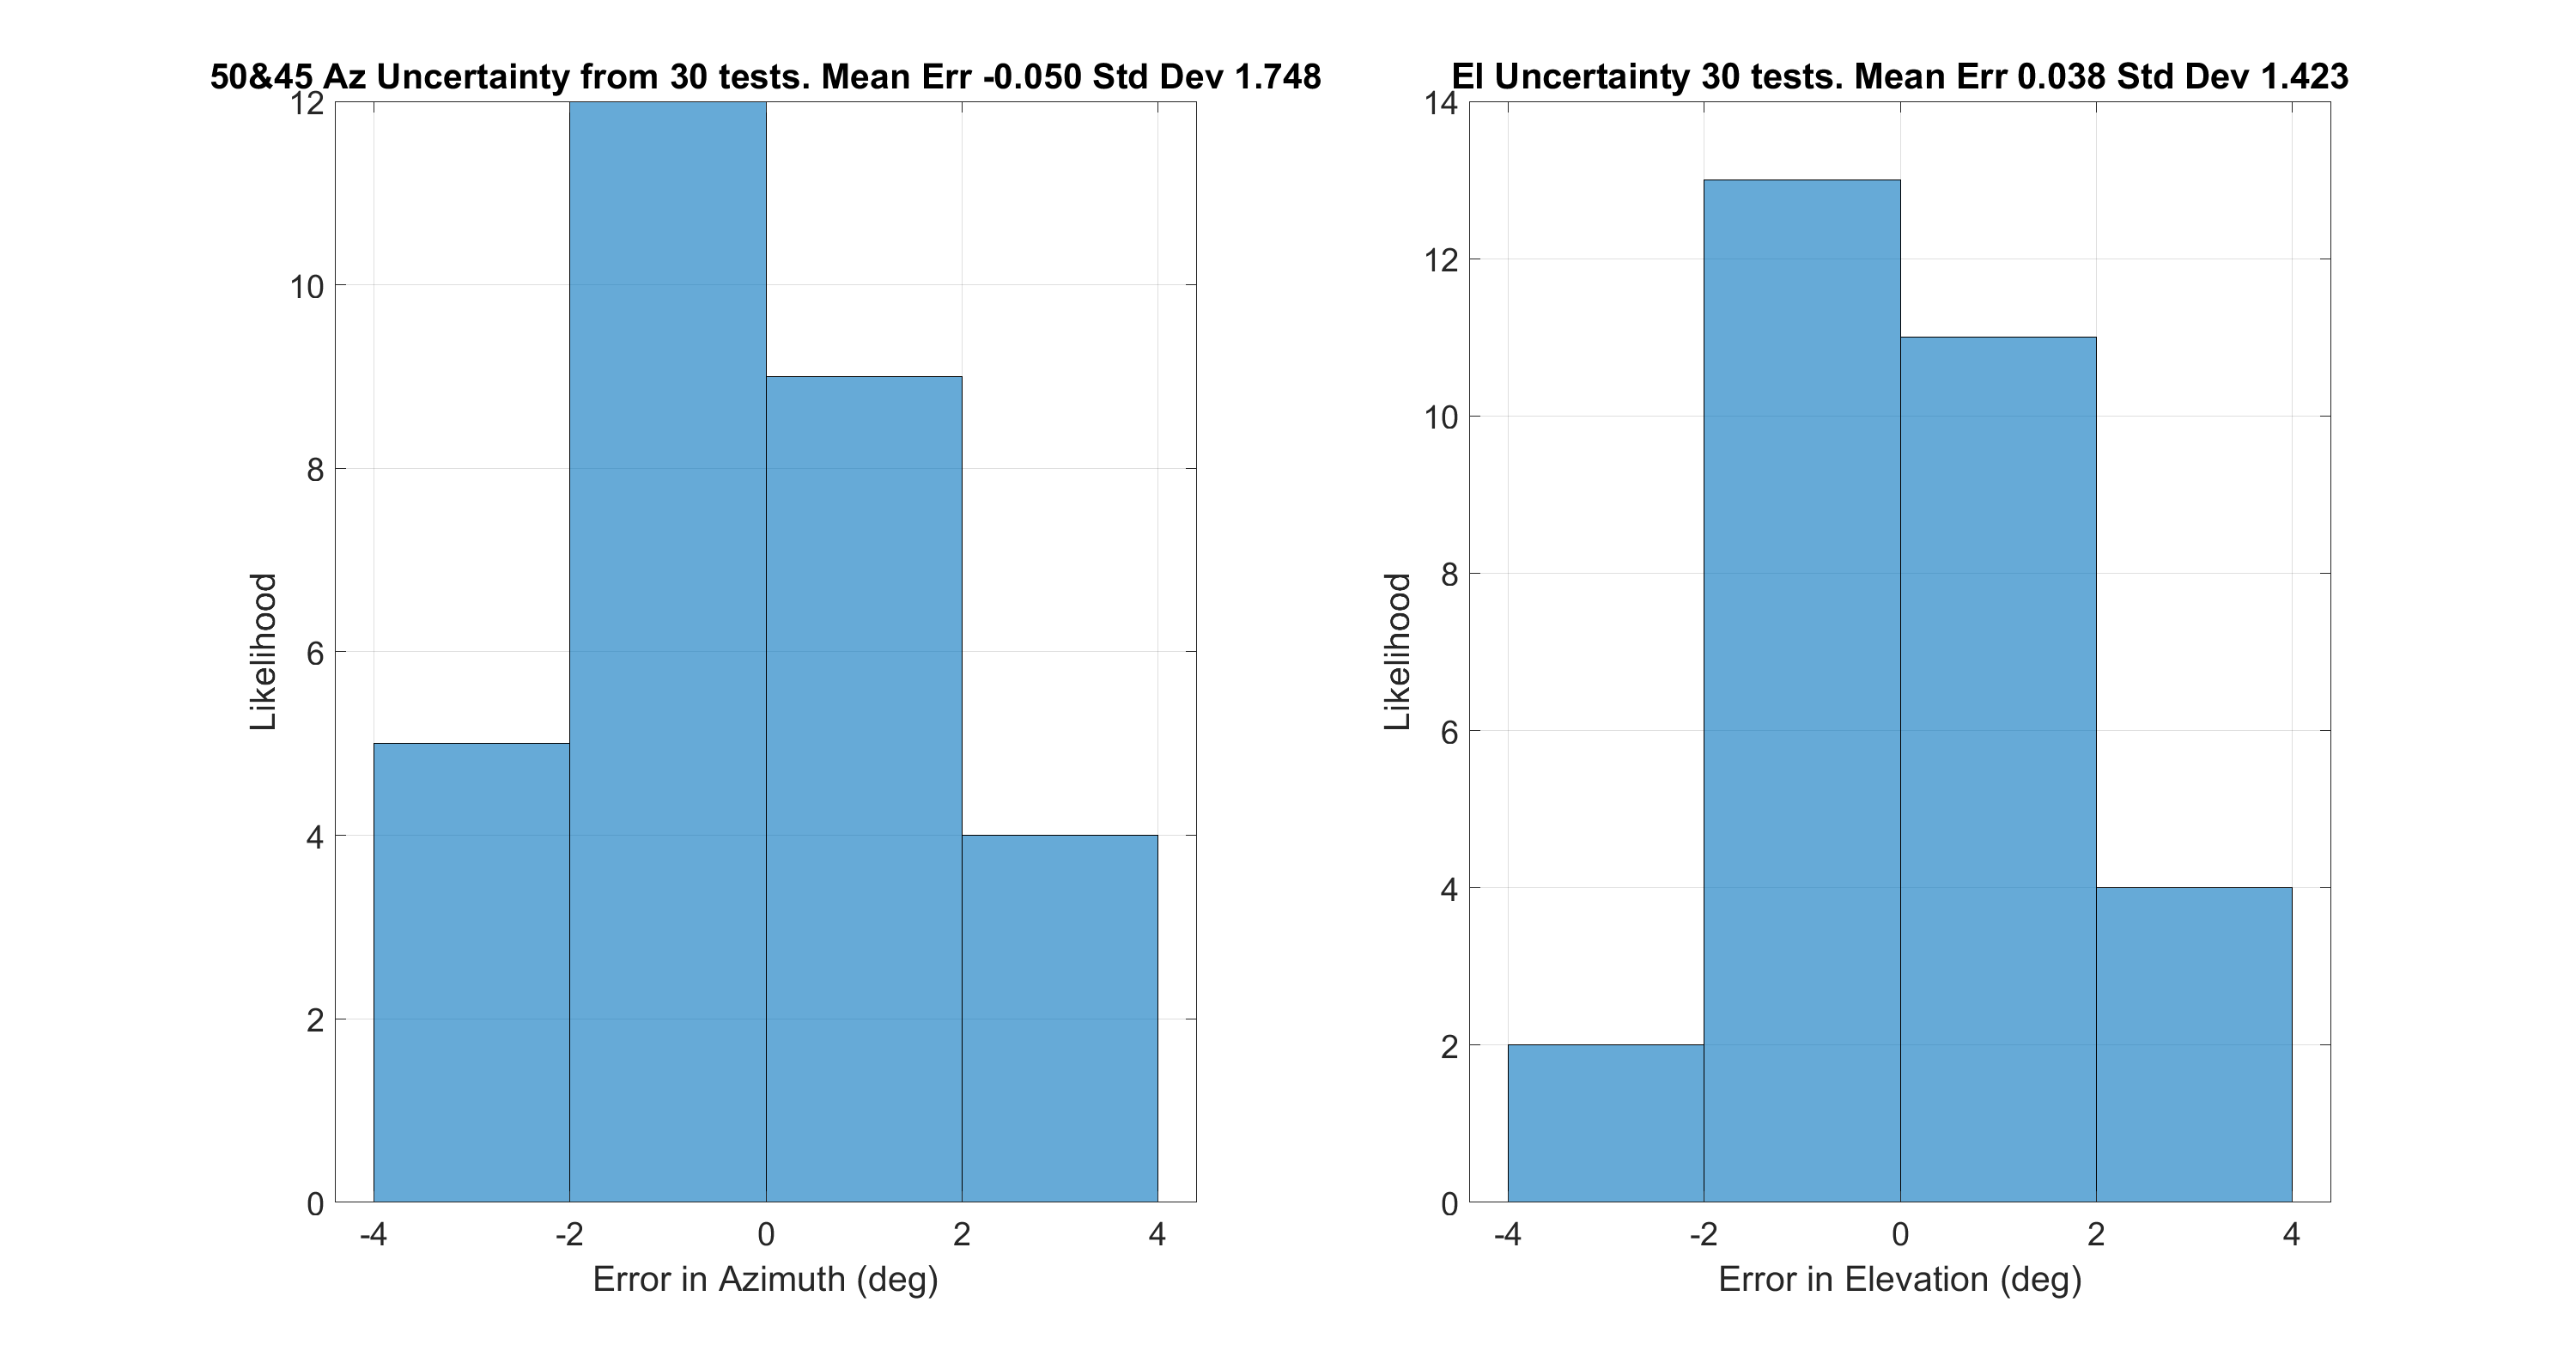 50&45 Az Uncertainty from 30 tests. Mean Err -0.050 Std Dev 1.748
12
10
8
6
4
2
0
Likelihood
-4 -2 0 2 4
Error in Azimuth (deg)
El Uncertainty 30 tests. Mean Err 0.038 Std Dev 1.423
14
12
10
8
6
4
2
0
Likelihood
-4 -2 0 2 4
Error in Elevation (deg)